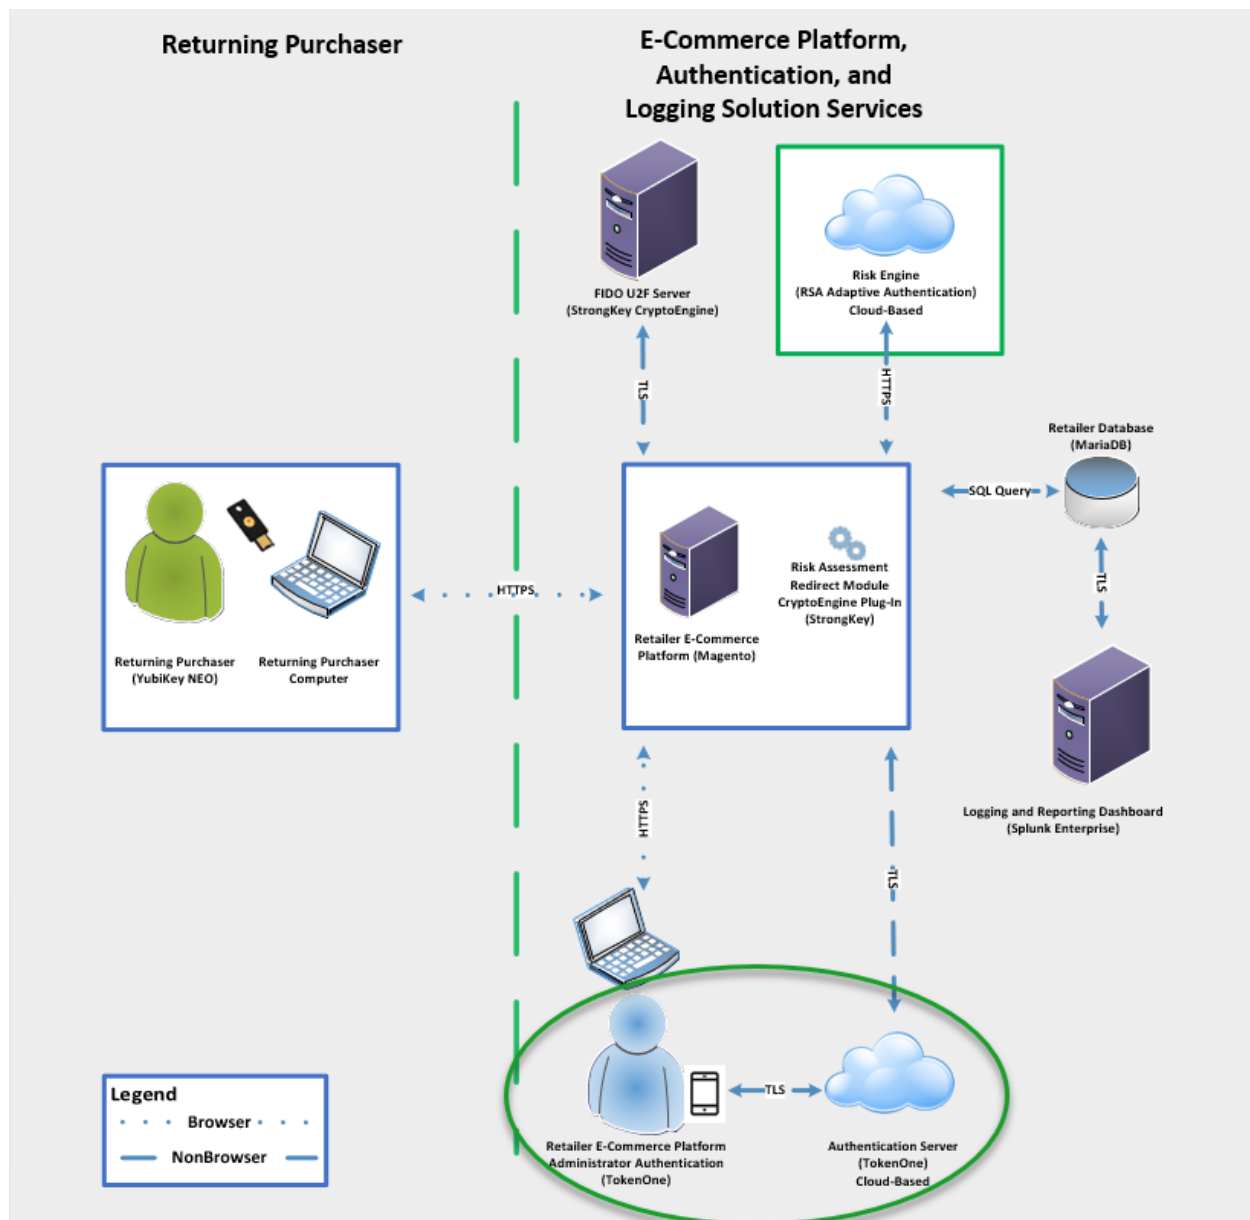 Returning Purchaser
E-Commerce Platform,
Authentication, and
Logging Solution Services
FIDO U2F Server
(StrongKey CryptoEngine)
Risk Engine
(RSA Adaptive Authentication)
Cloud-Based
TLS
HTTPS
Retailer Database
(MariaDB)
SQL Query
TLS
Returning Purchaser
(YubiKey NEO)
Returning Purchaser
Computer
HTTPS
Retailer E-Commerce
Platform (Magento)
Risk Assessment
Redirect Module
CryptoEngine Plug-In
(StrongKey)
Logging and Reporting Dashboard
(Splunk Enterprise)
HTTPS
TLS
TLS
Retailer E-Commerce Platform
Administrator Authentication
(TokenOne)
Authentication Server
(TokenOne)
Cloud-Based
Legend
Browser
NonBrowser